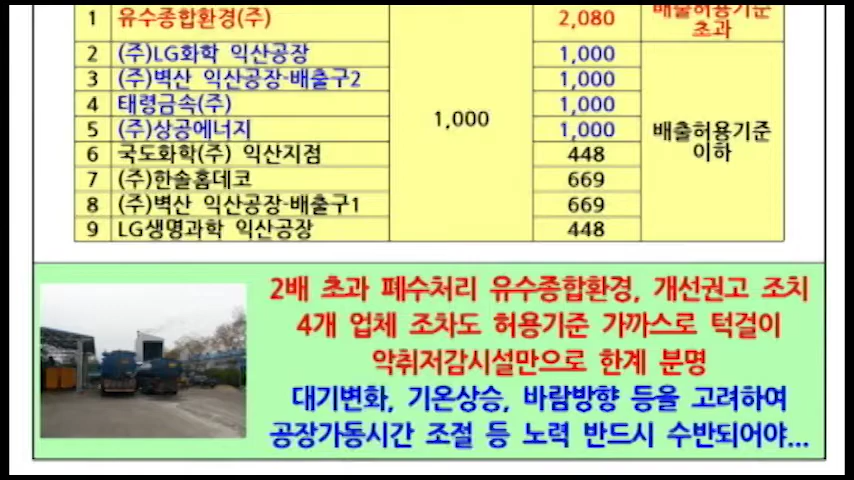 1 유수종합환경(주) 2,080 배출허용기준
초과
2 (주)LG화학 익산공장 1,000
3 (주)벽산 익산공장-배출구2 1,000
4 태령금속(주) 1,000
1,000
5 (주)상공에너지 1,000 배출허용기준
이하
6 국도화학(주) 익산지점 448
7 (주)한솔홈데코 669
8 (주)벽산 익산공장-배출구1 669
9 LG생명과학 익산공장 448
2배 초과 폐수처리 유수종합환경, 개선권고 조치
4개 업체 조차도 허용기준 가까스로 턱걸이
악취저감시설만으로 한계 분명
대기변화, 기온상승, 바람방향 등을 고려하여
공장가동시간 조절 등 노력 반드시 수반되어야...